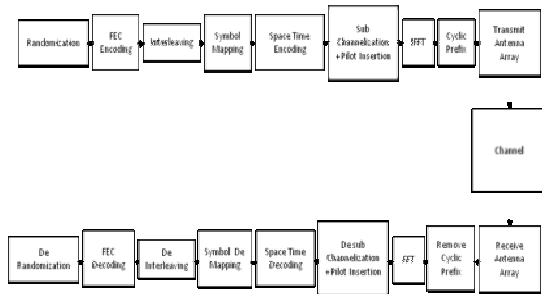 Randomization
FEC
Encoding
Interleaving
Symbol
Mapping
Space Time
Encoding
Sub
Channelization
+Pilot Insertion
IFFT
Cyclic
Prefix
Transmit
Antenna
Array
Channel
De
Randomization
FEC
Decoding
De
Interleaving
Symbol De
Mapping
Space Time
Decoding
De sub
Channelization
+Pilot Insertion
FFT
Remove
Cyclic
Prefix
Receive
Antenna
Array